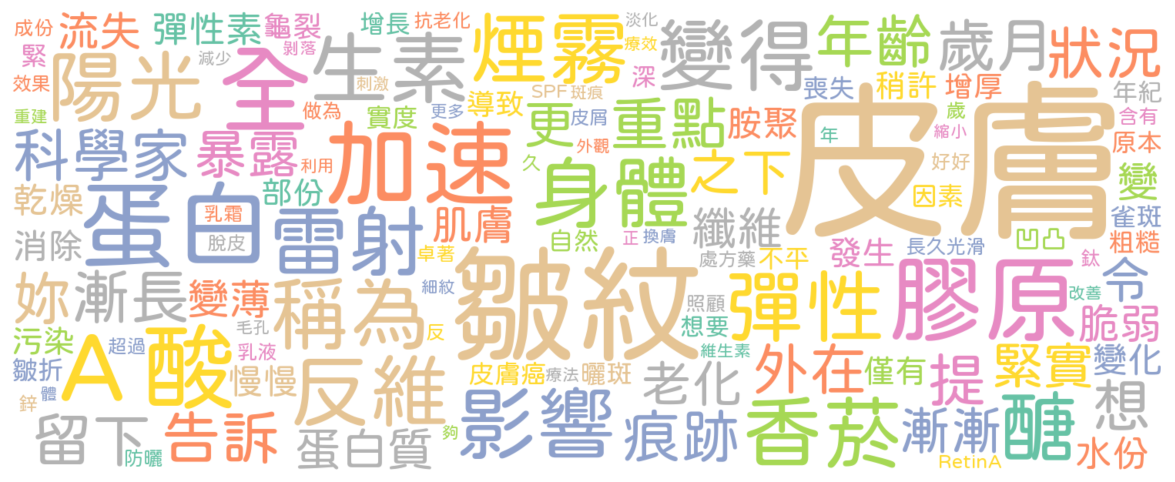 成份
流失
彈性素
龜裂
增長
抗老化
煙霧
淡化
療效
變得
年齡
歲月
狀況
緊
剝落
減少
生素
刺激
深
陽光
全
效果
重建
做為
實度
導致
更多
SPF
斑痕
皮屑
更
重點
胺聚
喪失
稍許
增厚
年紀
含有
歲
縮小
原本
科學家
暴露
利用
加速
外觀
久
身體
之下
皮膚
年
好好
因素
變
乾燥
蛋白
乳霜
脫皮
部份
雷射
肌膚
卓著
自然
正
換膚
纖維
處方藥
不平
發生
長久光滑
凹凸
雀斑
粗糙
鈦
消除
妳
漸長
變薄
稱為
細紋
皺紋
照顧
想要
維生素
彈性
膠原
令
改善
脆弱
污染
超過
A酸
毛孔
乳液
反
皺折
體
鋅
慢慢
反維
皮膚癌
療法
曬斑
老化
外在
僅有
提
緊實
變化
留下
防曬
告訴
蛋白質
夠
影響
痕跡
香菸
漸漸
RetinA
醣
想
水份